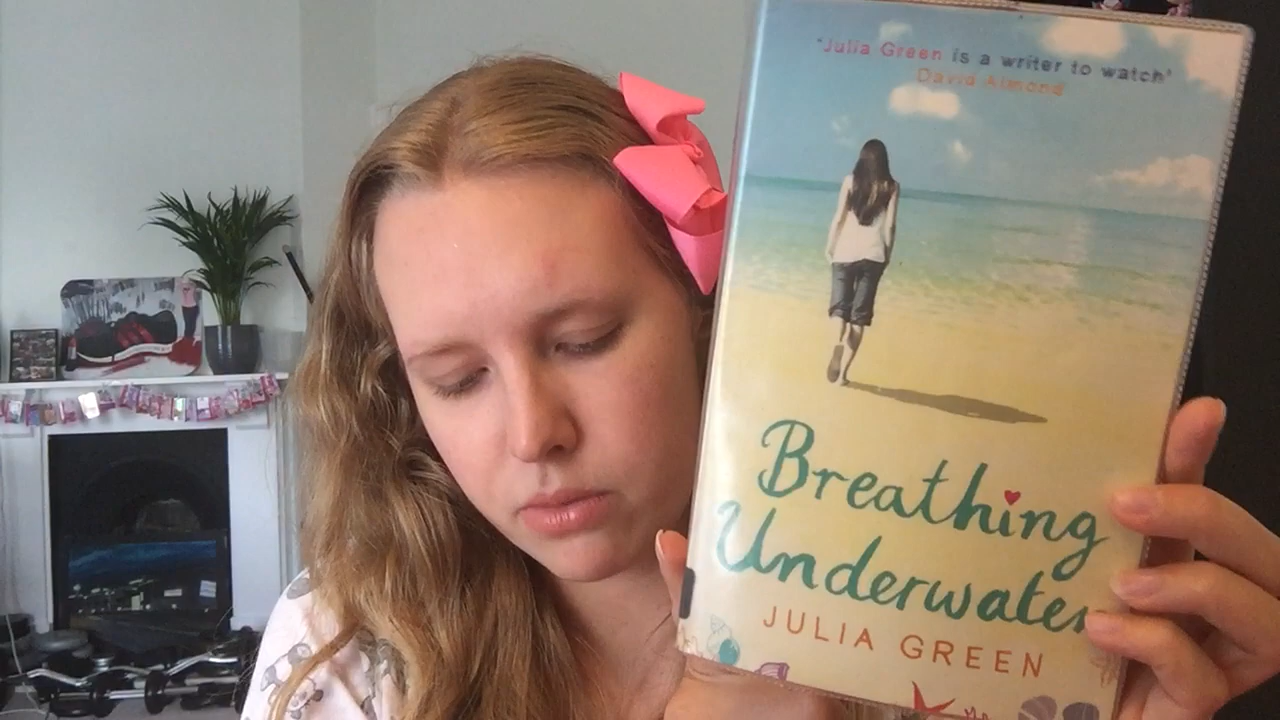 'Julia Green is a writer to watch'
David Almond
Breathing
Underwater
JULIA GREEN